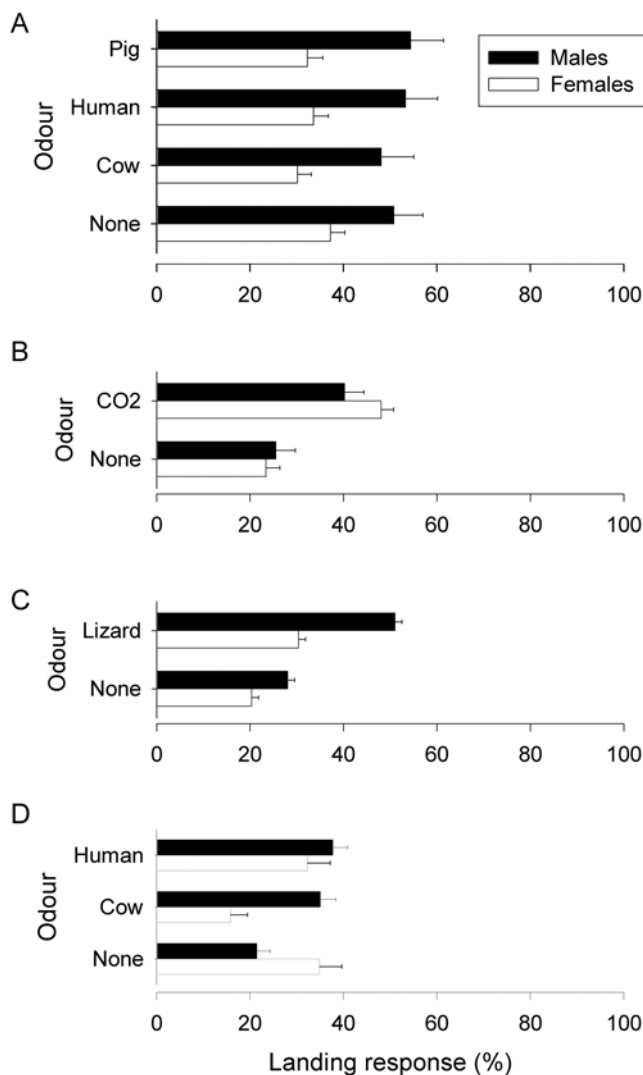 A
Pig
Human
Cow
None
Odour
Males
Females
0 20 40 60 80 100
B
CO2
None
Odour
0 20 40 60 80 100
C
Lizard
None
Odour
0 20 40 60 80 100
D
Human
Cow
None
Odour
0 20 40 60 80 100
Landing response (%)